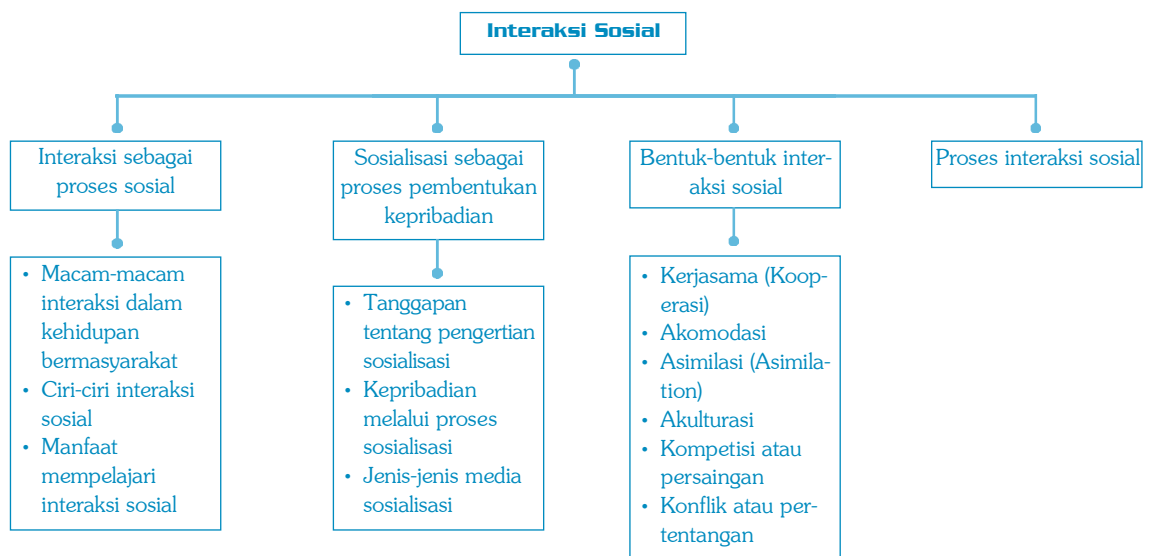 Interaksi Sosial
Interaksi sebagai
proses sosial
Sosialisasi sebagai
proses pembentukan
kepribadian
Bentuk-bentuk inter-
aksi sosial
Proses interaksi sosial
• Macam-macam
interaksi dalam
kehidupan
bermasyarakat
• Ciri-ciri interaksi
sosial
• Manfaat
mempelajari
interaksi sosial
• Tanggapan
tentang pengertian
sosialisasi
• Kepribadian
melalui proses
sosialisasi
• Jenis-jenis media
sosialisasi
• Kerjasama (Koop-
erasi)
• Akomodasi
• Asimilasi (Asimila-
tion)
• Akulturasi
• Kompetisi atau
persaingan
• Konflik atau per-
tentangan